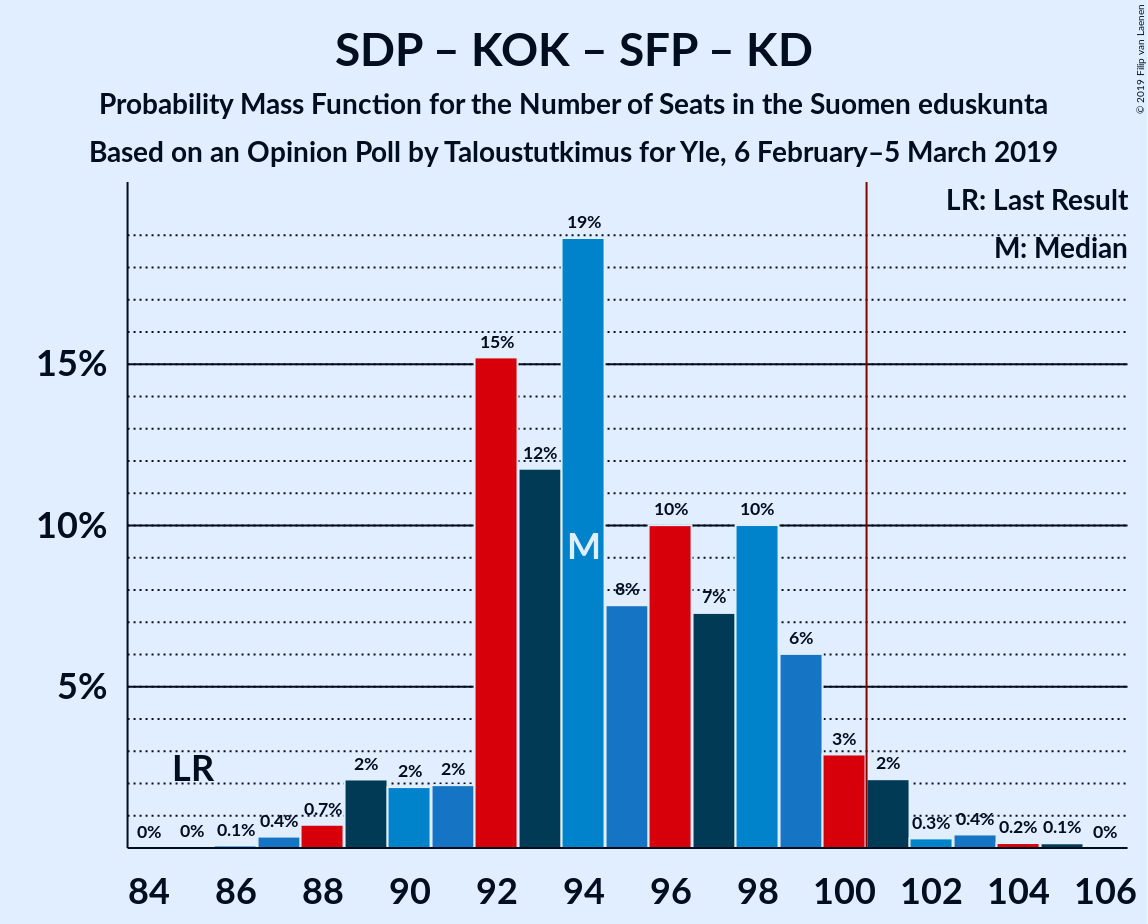 SDP – KOK – SFP – KD
Probability Mass Function for the Number of Seats in the Suomen eduskunta
Based on an Opinion Poll by Taloustutkimus for Yle, 6 February–5 March 2019
© 2019 Filip van Laenen
LR: Last Result
M: Median
15%
10%
5%
0% 0% 0.1% 0.4% 0.7% 2% 2% 2% 15% 12% 19% 8% 10% 7% 10% 6% 3% 2% 0.3% 0.4% 0.2% 0.1% 0%
LR
M
84 86 88 90 92 94 96 98 100 102 104 106